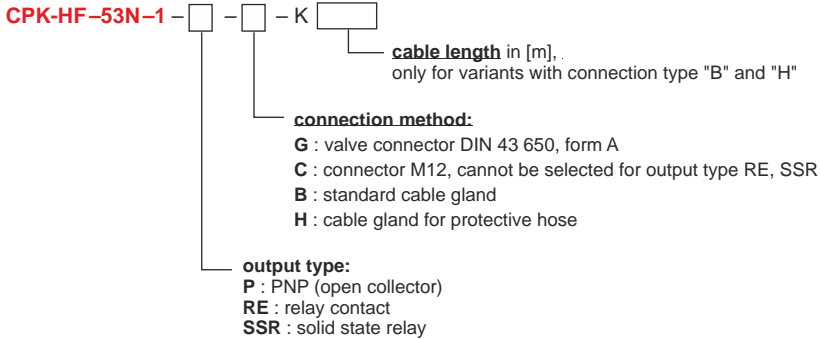 CPK-HF–53N–1 – – – K
cable length in [m],
only for variants with connection type "B" and "H"
connection method:
G : valve connector DIN 43 650, form A
C : connector M12, cannot be selected for output type RE, SSR
B : standard cable gland
H : cable gland for protective hose
output type:
P : PNP (open collector)
RE : relay contact
SSR : solid state relay